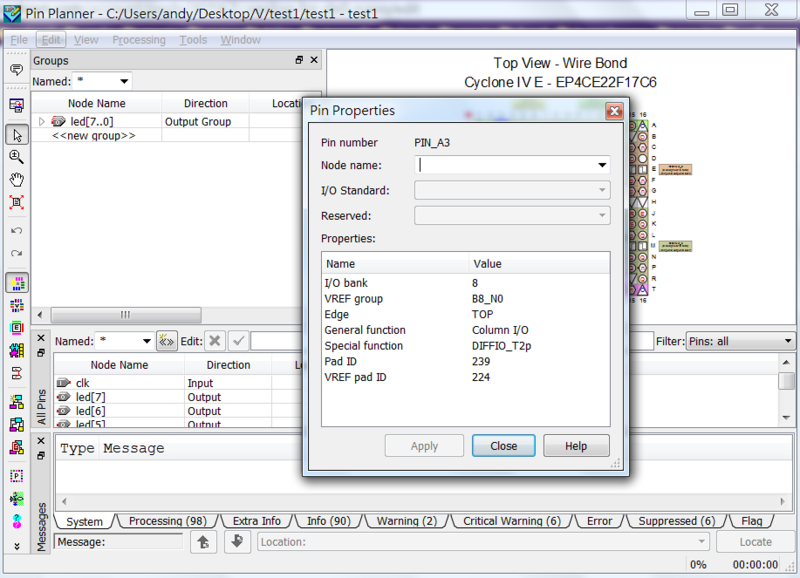 Pin Planner - C:/Users/andy/Desktop/V/test1/test1 - test1
File Edit View Processing Tools Window
Groups
Named: *
Node Name Direction Locati
led[7..0] Output Group
<<new group>>
Top View - Wire Bond
Cyclone IV E - EP4CE22F17C6
Pin Properties
Pin number PIN_A3
Node name:
I/O Standard:
Reserved:
Properties:
Name Value
I/O bank 8
VREF group B8_N0
Edge TOP
General function Column I/O
Special function DIFFIO_T2p
Pad ID 239
VREF pad ID 224
Apply Close Help
15 16
A
B
C
D
E
F
G
H
J
K
L
M
N
P
R
T
15 16
Named: * Edit: Filter: Pins: all
Node Name Direction Lo
clk Input
led[7] Output
led[6] Output
led[5] Output
All Pins
Type Message
Messages
System Processing (98) Extra Info Info (90) Warning (2) Critical Warning (6) Error Suppressed (6) Flag
Message: Location: Locate
0% 00:00:00